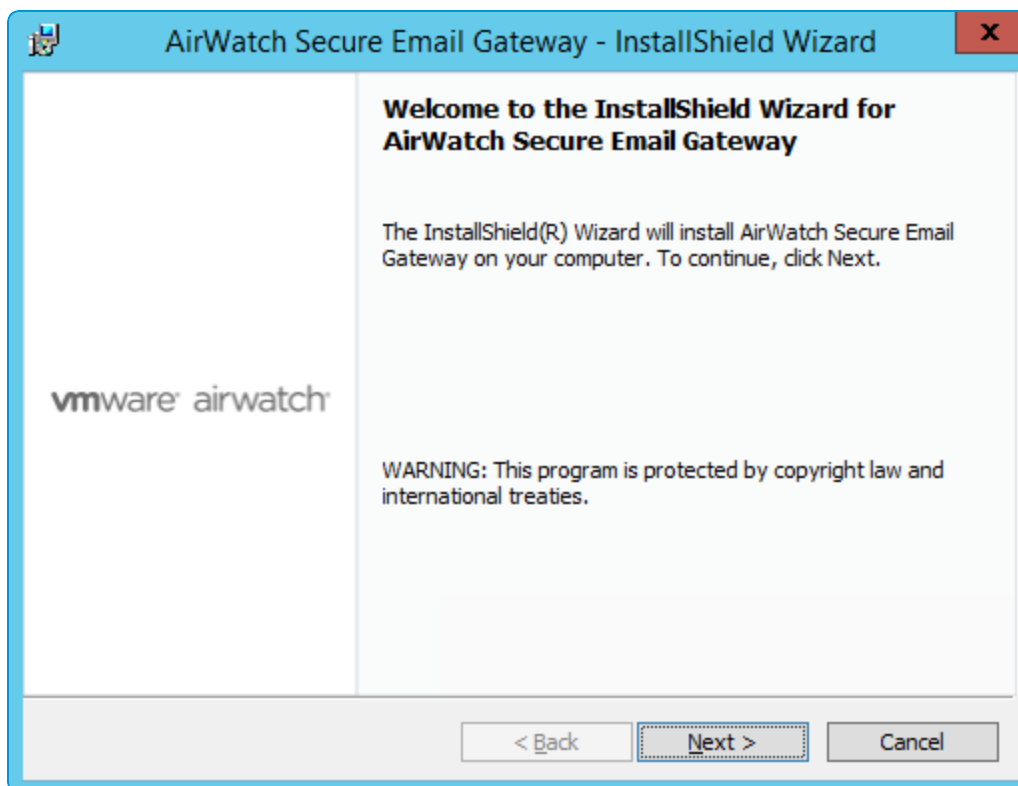 AirWatch Secure Email Gateway - InstallShield Wizard
x
Welcome to the InstallShield Wizard for
AirWatch Secure Email Gateway
The InstallShield(R) Wizard will install AirWatch Secure Email
Gateway on your computer. To continue, click Next.
vmware airwatch
WARNING: This program is protected by copyright law and
international treaties.
< Back
Next >
Cancel